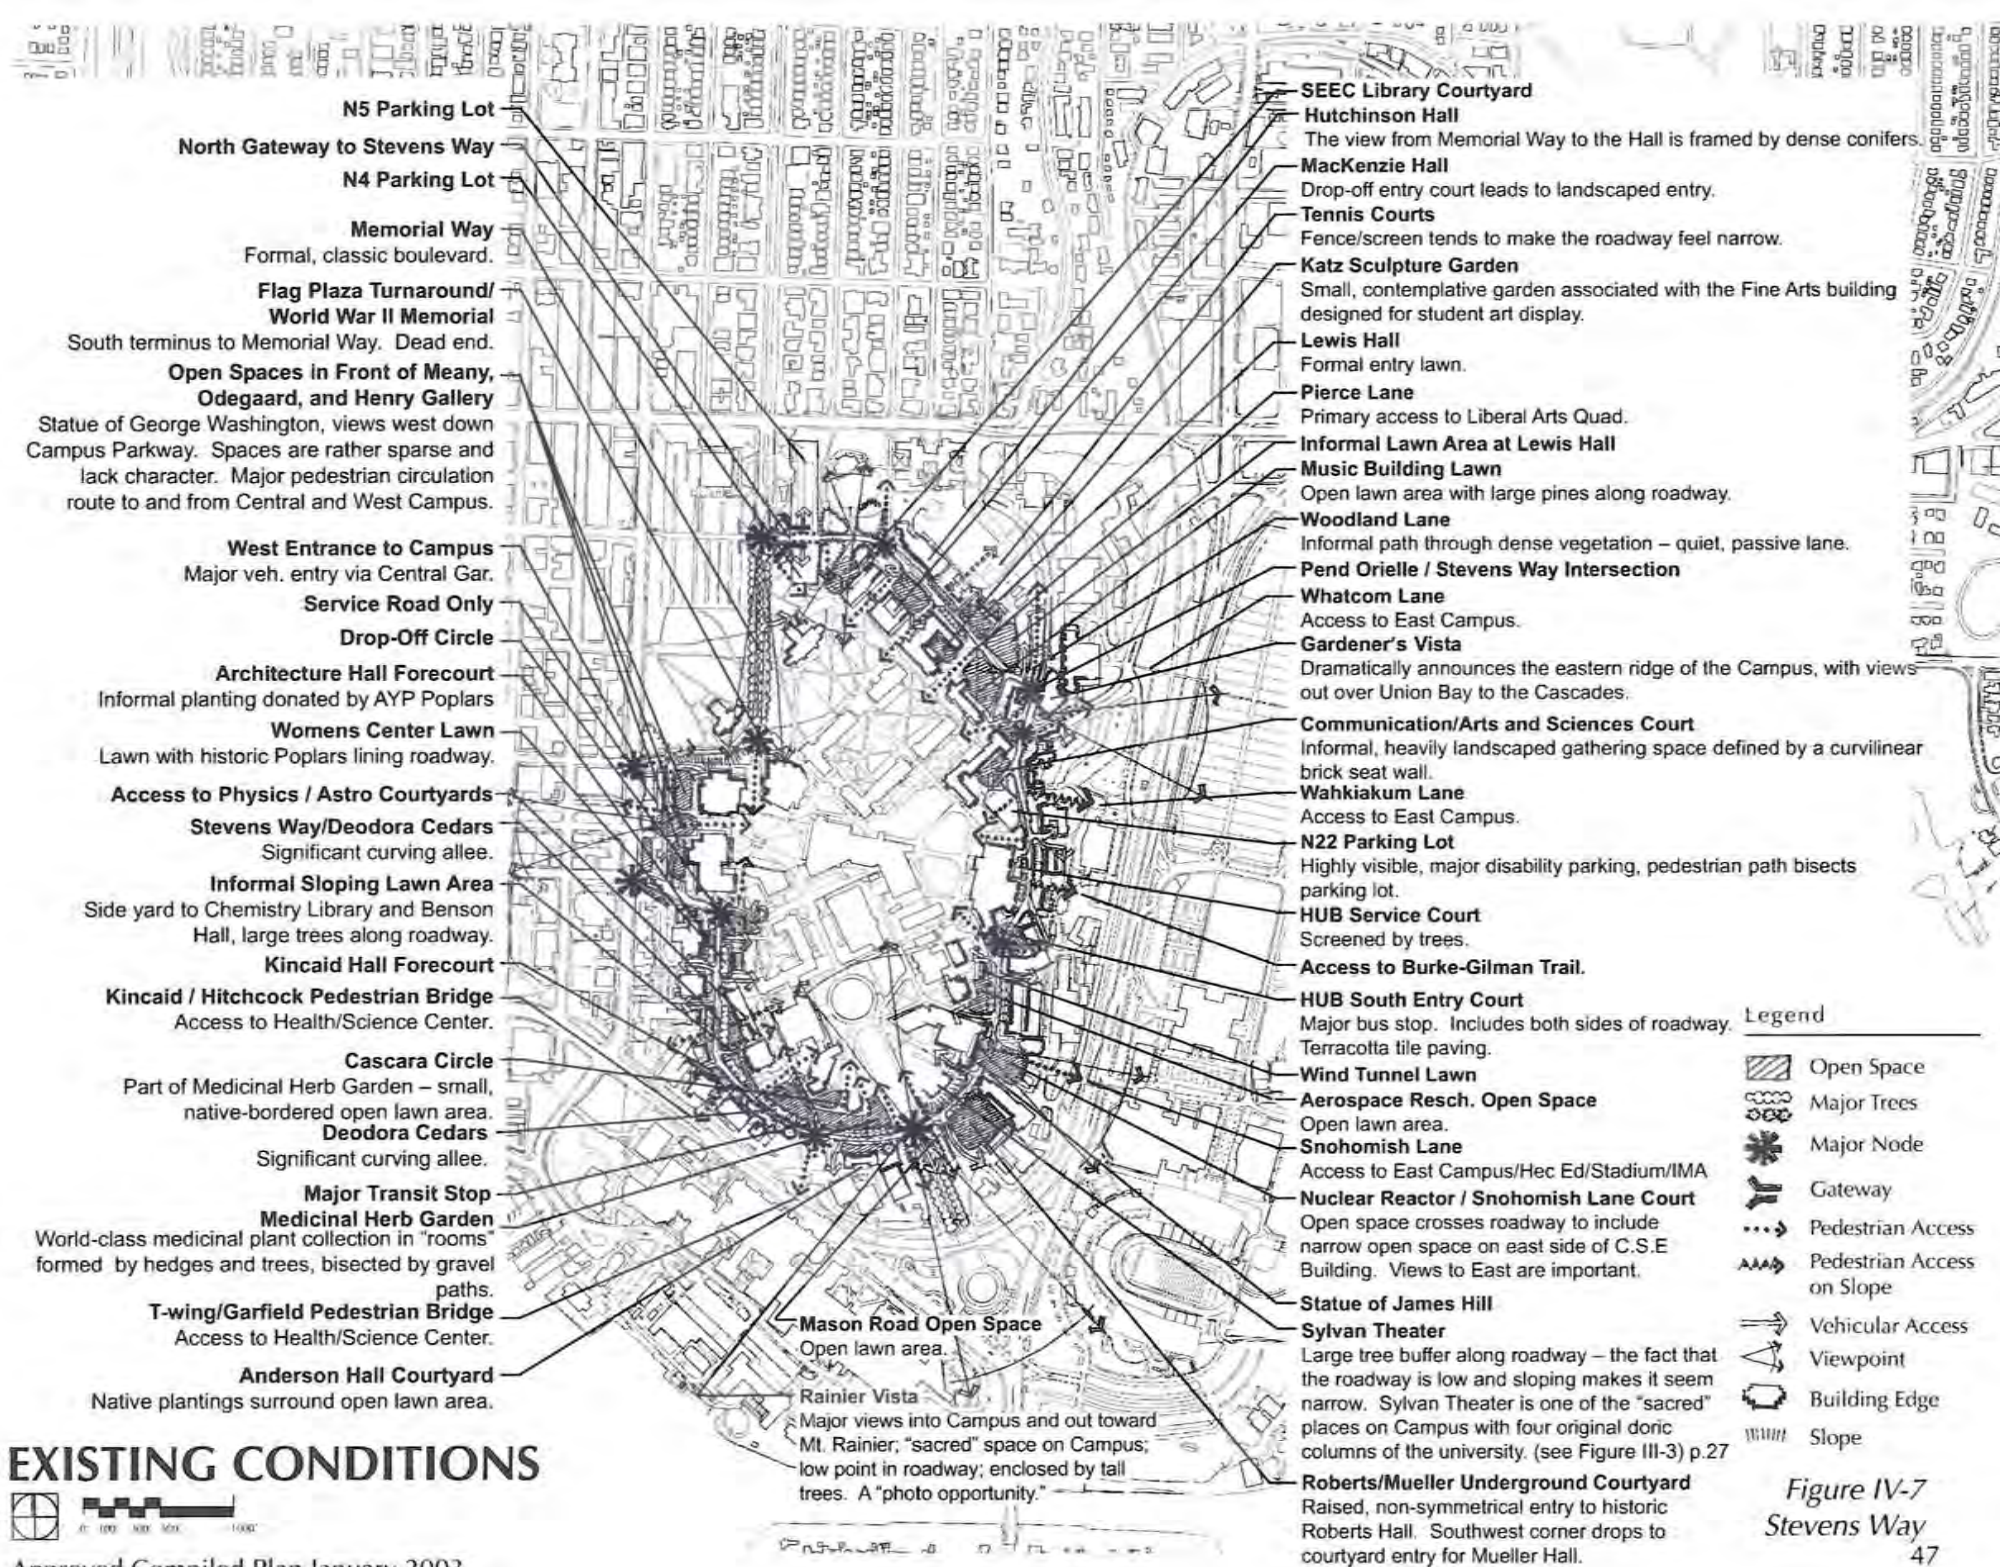 N5 Parking Lot
North Gateway to Stevens Way
N4 Parking Lot
Memorial Way
Formal, classic boulevard.
Flag Plaza Turnaround/
World War II Memorial
South terminus to Memorial Way. Dead end.
Open Spaces in Front of Meany,
Odegaard, and Henry Gallery
Statue of George Washington, views west down
Campus Parkway. Spaces are rather sparse and
lack character. Major pedestrian circulation
route to and from Central and West Campus.
West Entrance to Campus
Major veh. entry via Central Gar.
Service Road Only
Drop-Off Circle
Architecture Hall Forecourt
Informal planting donated by AYP Poplars
Womens Center Lawn
Lawn with historic Poplars lining roadway.
Access to Physics / Astro Courtyards
Stevens Way/Deodora Cedars
Significant curving allee.
Informal Sloping Lawn Area
Side yard to Chemistry Library and Benson
Hall, large trees along roadway.
Kincaid Hall Forecourt
Kincaid / Hitchcock Pedestrian Bridge
Access to Health/Science Center.
Cascara Circle
Part of Medicinal Herb Garden – small,
native-bordered open lawn area.
Deodora Cedars
Significant curving allee.
Major Transit Stop
Medicinal Herb Garden
World-class medicinal plant collection in "rooms"
formed by hedges and trees, bisected by gravel
paths.
T-wing/Garfield Pedestrian Bridge
Access to Health/Science Center.
Anderson Hall Courtyard
Native plantings surround open lawn area.
Mason Road Open Space
Open lawn area.
Rainier Vista
Major views into Campus and out toward
Mt. Rainier; "sacred" space on Campus;
low point in roadway; enclosed by tall
trees. A "photo opportunity."
SEEC Library Courtyard
Hutchinson Hall
The view from Memorial Way to the Hall is framed by dense conifers.
MacKenzie Hall
Drop-off entry court leads to landscaped entry.
Tennis Courts
Fence/screen tends to make the roadway feel narrow.
Katz Sculpture Garden
Small, contemplative garden associated with the Fine Arts building
designed for student art display.
Lewis Hall
Formal entry lawn.
Pierce Lane
Primary access to Liberal Arts Quad.
Informal Lawn Area at Lewis Hall
Music Building Lawn
Open lawn area with large pines along roadway.
Woodland Lane
Informal path through dense vegetation – quiet, passive lane.
Pend Orielle / Stevens Way Intersection
Whatcom Lane
Access to East Campus.
Gardener's Vista
Dramatically announces the eastern ridge of the Campus, with views
out over Union Bay to the Cascades.
Communication/Arts and Sciences Court
Informal, heavily landscaped gathering space defined by a curvilinear
brick seat wall.
Wahkiakum Lane
Access to East Campus.
N22 Parking Lot
Highly visible, major disability parking, pedestrian path bisects
parking lot.
HUB Service Court
Screened by trees.
Access to Burke-Gilman Trail.
HUB South Entry Court
Major bus stop. Includes both sides of roadway.
Terracotta tile paving.
Wind Tunnel Lawn
Aerospace Resch. Open Space
Open lawn area.
Snohomish Lane
Access to East Campus/Hec Ed/Stadium/IMA
Nuclear Reactor / Snohomish Lane Court
Open space crosses roadway to include
narrow open space on east side of C.S.E
Building. Views to East are important.
Statue of James Hill
Sylvan Theater
Large tree buffer along roadway – the fact that
the roadway is low and sloping makes it seem
narrow. Sylvan Theater is one of the "sacred"
places on Campus with four original doric
columns of the university. (see Figure III-3) p.27
Roberts/Mueller Underground Courtyard
Raised, non-symmetrical entry to historic
Roberts Hall. Southwest corner drops to
courtyard entry for Mueller Hall.
Legend
Open Space
Major Trees
Major Node
Gateway
Pedestrian Access
Pedestrian Access
on Slope
Vehicular Access
Viewpoint
Building Edge
Slope
EXISTING CONDITIONS
Figure IV-7
Stevens Way
47